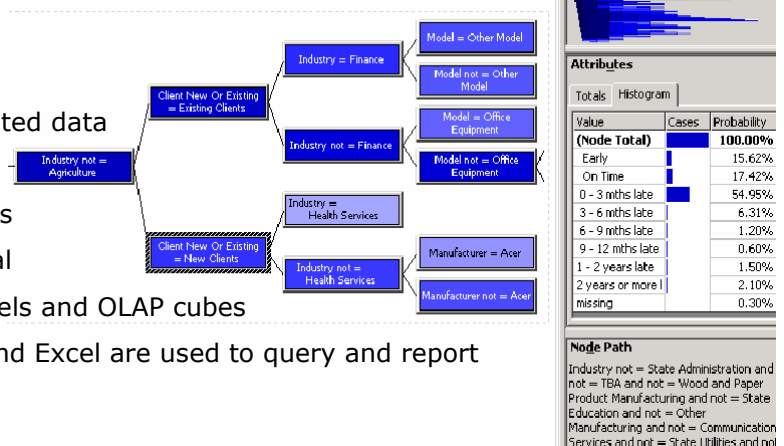 ted data
s
al
els and OLAP cubes
nd Excel are used to query and report
Industry not =
Agriculture
Client New Or Existing
= Existing Clients
Client New Or Existing
= New Clients
Industry = Finance
Industry not = Finance
Industry =
Health Services
Industry not =
Health Services
Model = Other Model
Model not = Other
Model
Model = Office
Equipment
Model not = Office
Equipment
Manufacturer = Acer
Manufacturer not = Acer
Attributes
Totals Histogram
Value Cases Probability
(Node Total) 100.00%
Early 15.62%
On Time 17.42%
0 - 3 mths late 54.95%
3 - 6 mths late 6.31%
6 - 9 mths late 1.20%
9 - 12 mths late 0.60%
1 - 2 years late 1.50%
2 years or more l 2.10%
missing 0.30%
Node Path
Industry not = State Administration and
not = TBA and not = Wood and Paper
Product Manufacturing and not = State
Education and not = Other
Manufacturing and not = Communication
Services and not = State Utilities and not